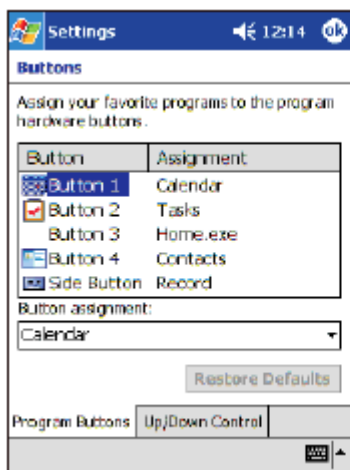 Settings 12:14 ok
Buttons
Assign your favorite programs to the program
hardware buttons.
Button Assignment
Button 1 Calendar
Button 2 Tasks
Button 3 Home.exe
Button 4 Contacts
Side Button Record
Button assignment:
Calendar
Restore Defaults
Program Buttons Up/Down Control